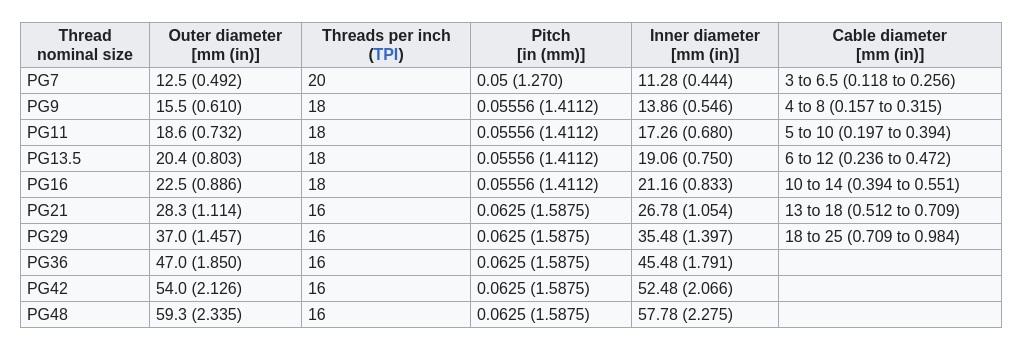 Thread nominal size Outer diameter [mm (in)] Threads per inch (TPI) Pitch [in (mm)] Inner diameter [mm (in)] Cable diameter [mm (in)]
PG7 12.5 (0.492) 20 0.05 (1.270) 11.28 (0.444) 3 to 6.5 (0.118 to 0.256)
PG9 15.5 (0.610) 18 0.05556 (1.4112) 13.86 (0.546) 4 to 8 (0.157 to 0.315)
PG11 18.6 (0.732) 18 0.05556 (1.4112) 17.26 (0.680) 5 to 10 (0.197 to 0.394)
PG13.5 20.4 (0.803) 18 0.05556 (1.4112) 19.06 (0.750) 6 to 12 (0.236 to 0.472)
PG16 22.5 (0.886) 18 0.05556 (1.4112) 21.16 (0.833) 10 to 14 (0.394 to 0.551)
PG21 28.3 (1.114) 16 0.0625 (1.5875) 26.78 (1.054) 13 to 18 (0.512 to 0.709)
PG29 37.0 (1.457) 16 0.0625 (1.5875) 35.48 (1.397) 18 to 25 (0.709 to 0.984)
PG36 47.0 (1.850) 16 0.0625 (1.5875) 45.48 (1.791)
PG42 54.0 (2.126) 16 0.0625 (1.5875) 52.48 (2.066)
PG48 59.3 (2.335) 16 0.0625 (1.5875) 57.78 (2.275)